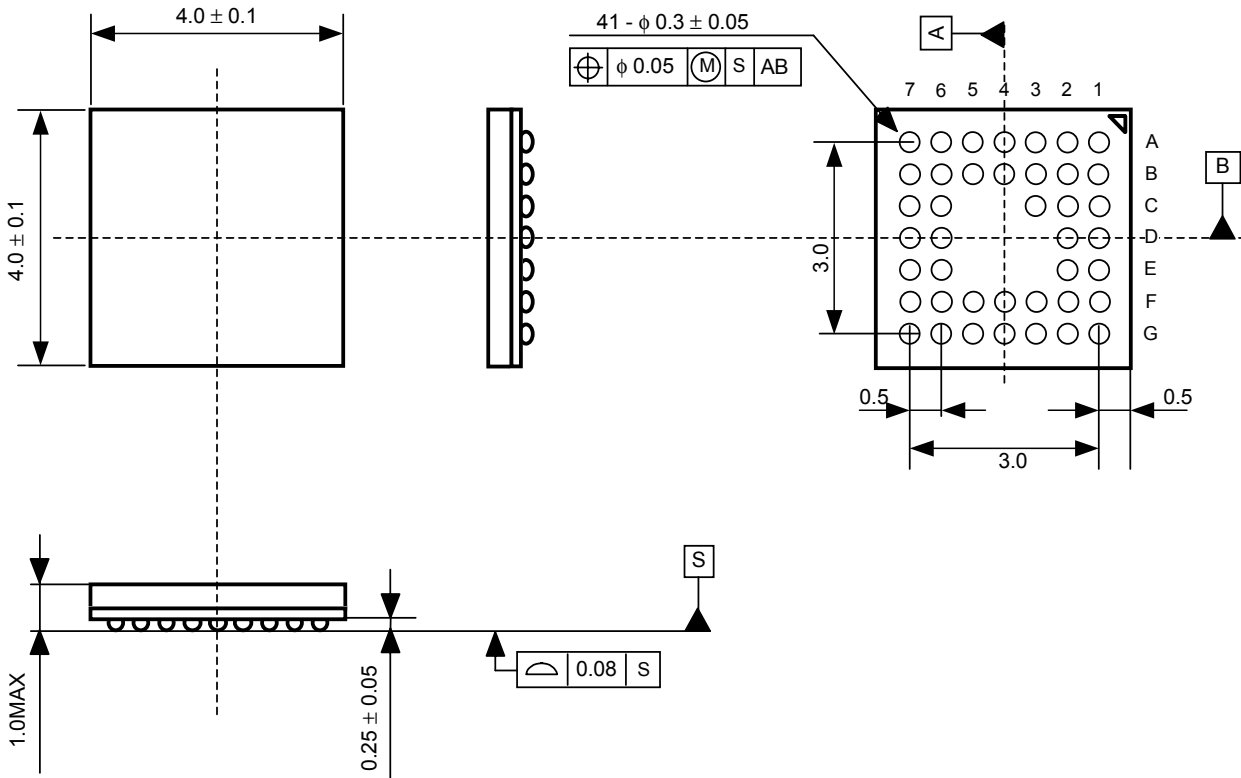 4.0 ± 0.1
4.0 ± 0.1
41 - ϕ 0.3 ± 0.05
⌖ ϕ 0.05 Ⓜ S AB
A
7 6 5 4 3 2 1
A
B
C
D
E
F
G
B
3.0
0.5
0.5
3.0
S
⌓ 0.08 S
1.0MAX
0.25 ± 0.05